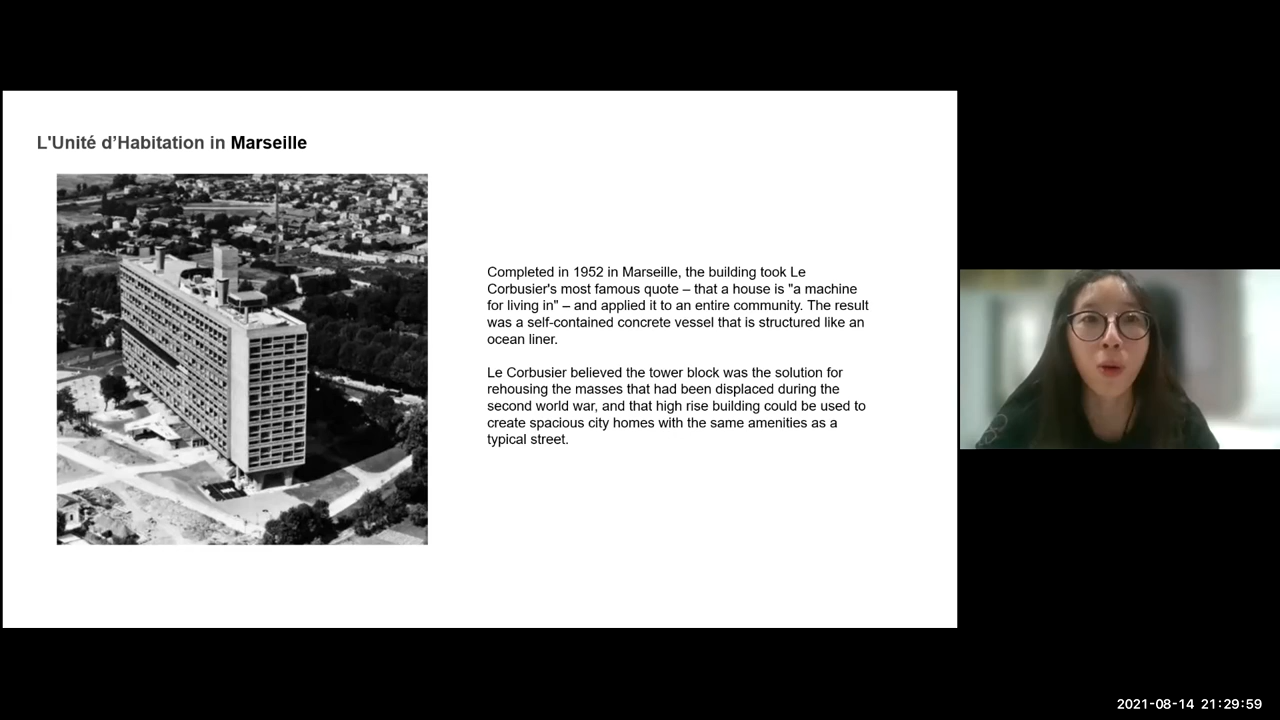 L'Unité d’Habitation in Marseille
Completed in 1952 in Marseille, the building took Le
Corbusier's most famous quote – that a house is "a machine
for living in" – and applied it to an entire community. The result
was a self-contained concrete vessel that is structured like an
ocean liner.
Le Corbusier believed the tower block was the solution for
rehousing the masses that had been displaced during the
second world war, and that high rise building could be used to
create spacious city homes with the same amenities as a
typical street.
2021-08-14 21:29:59